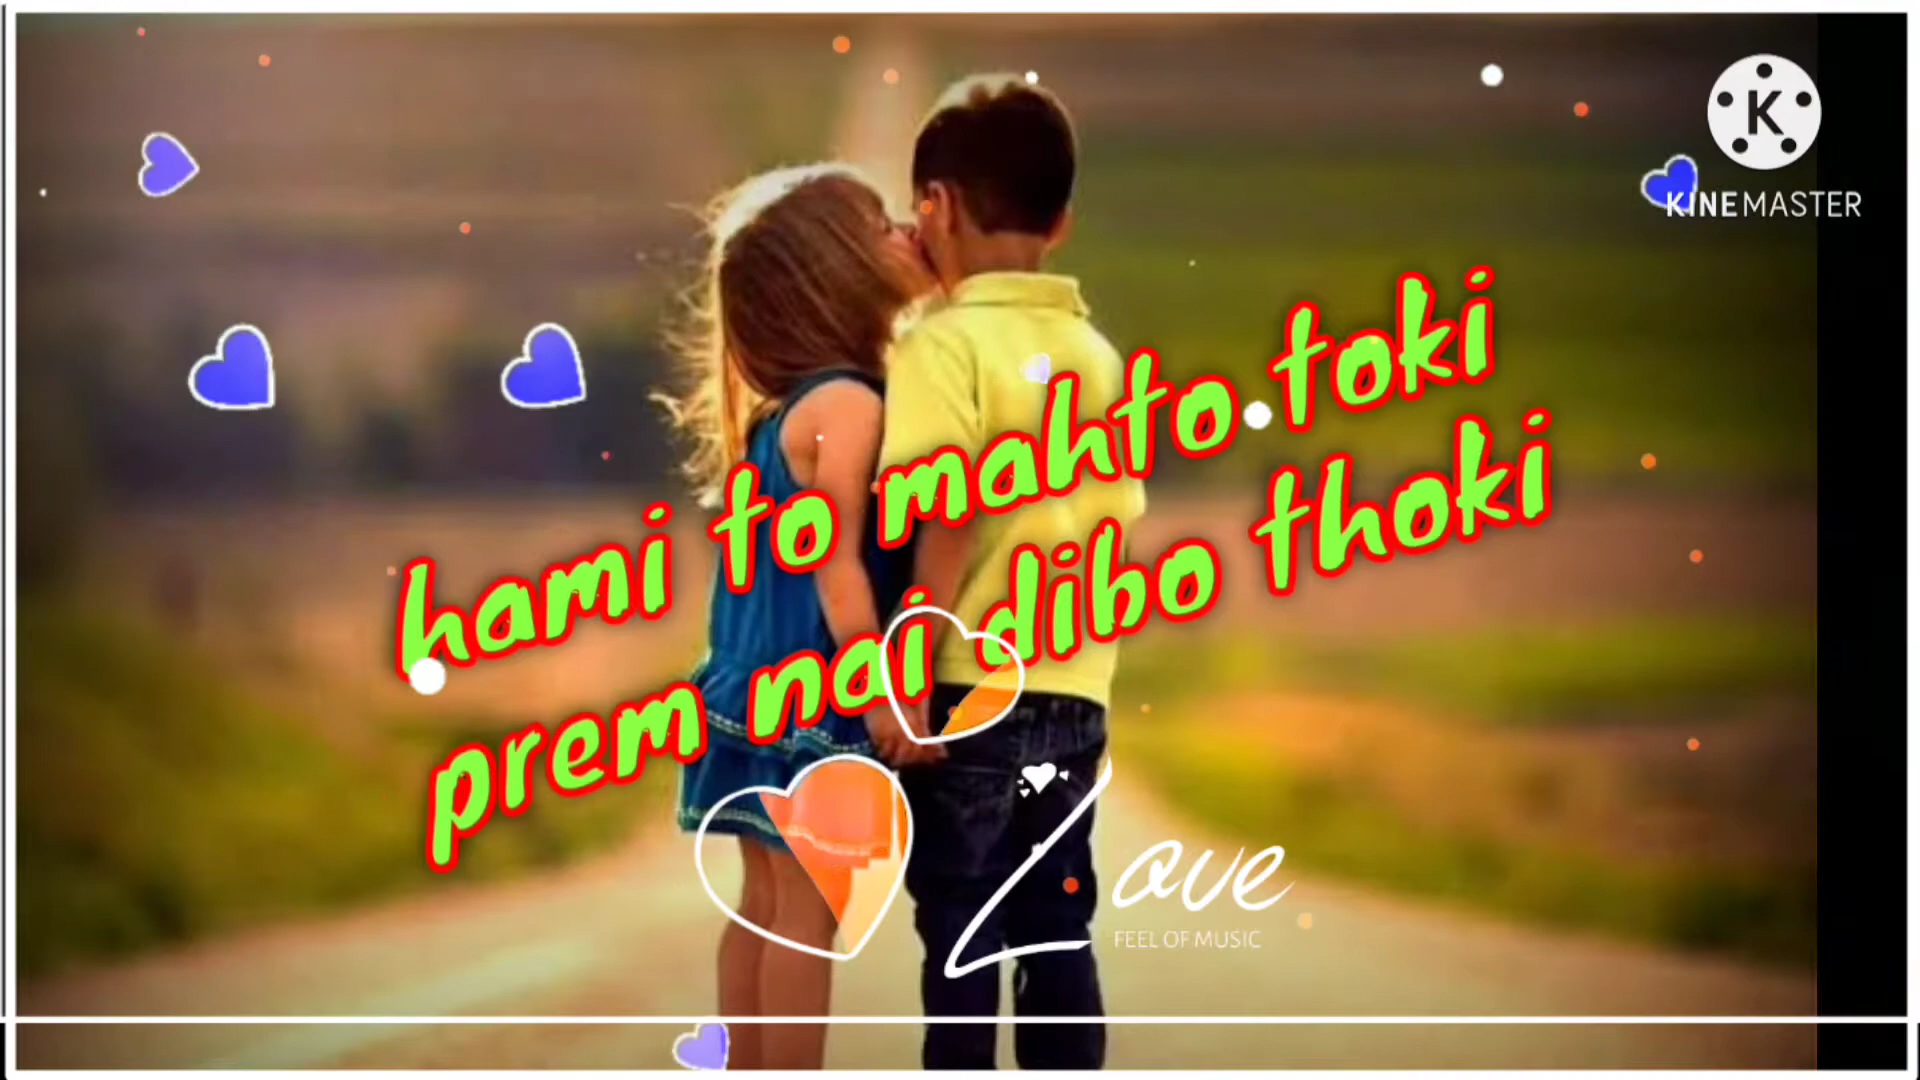 K
KINEMASTER
hami to mahto toki
prem nai dibo thoki
Love
FEEL OF MUSIC